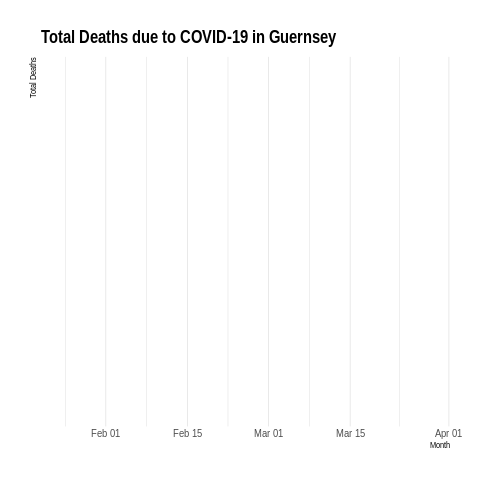 Total Deaths due to COVID-19 in Guernsey
Total Deaths
Feb 01 Feb 15 Mar 01 Mar 15 Apr 01
Month